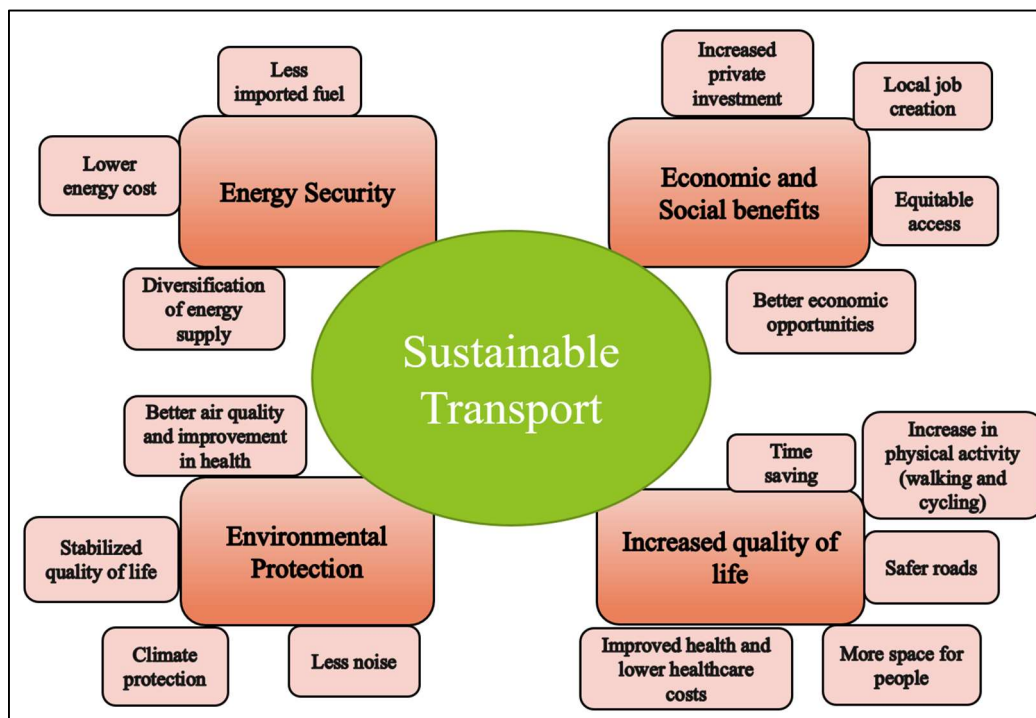 Less
imported fuel
Lower
energy cost
Energy Security
Diversification
of energy
supply
Increased
private
investment
Local job
creation
Economic and
Social benefits
Equitable
access
Better economic
opportunities
Sustainable
Transport
Better air quality
and improvement
in health
Stabilized
quality of life
Environmental
Protection
Climate
protection
Less noise
Time
saving
Increase in
physical activity
(walking and
cycling)
Increased quality of
life
Safer roads
Improved health and
lower healthcare
costs
More space for
people